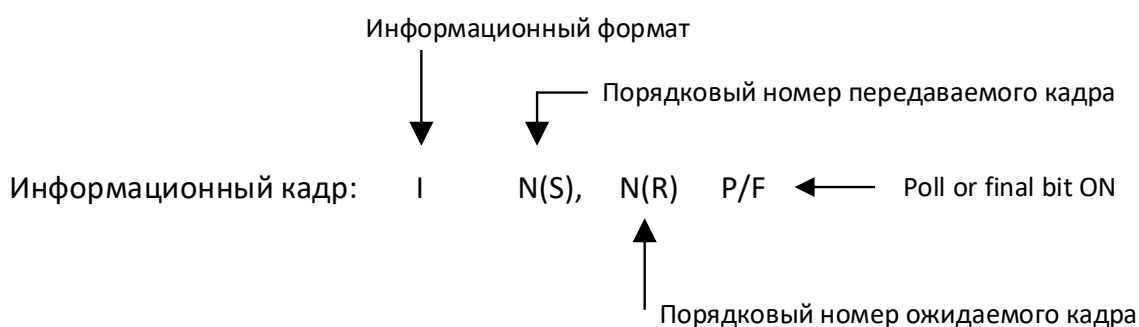 Информационный формат
Порядковый номер передаваемого кадра
Информационный кадр: I N(S), N(R) P/F Poll or final bit ON
Порядковый номер ожидаемого кадра